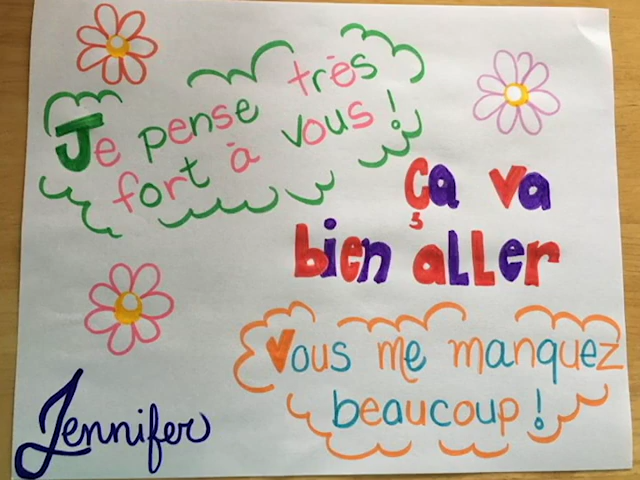 Je pense très
fort à vous !
Ça va
bien aller
Vous me manquez
beaucoup !
Jennifer